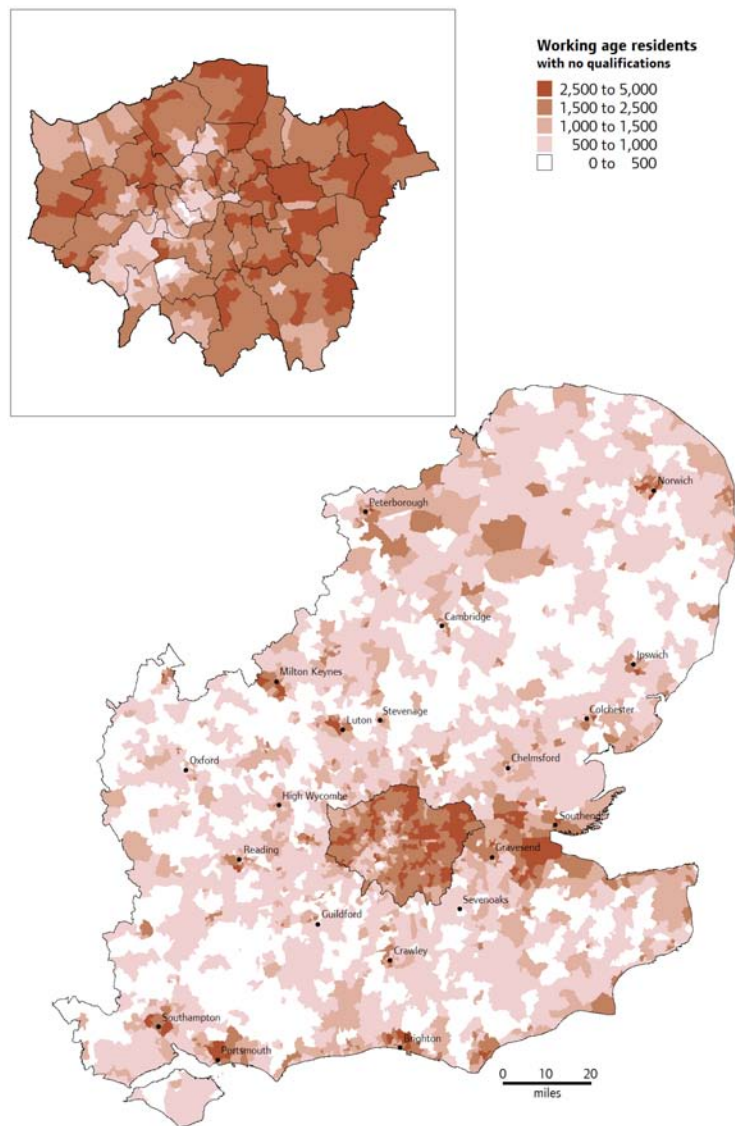 Working age residents
with no qualifications
2,500 to 5,000
1,500 to 2,500
1,000 to 1,500
500 to 1,000
0 to 500
Norwich
Peterborough
Cambridge
Ipswich
Milton Keynes
Colchester
Stevenage
Luton
Chelmsford
Oxford
High Wycombe
Southend
Gravesend
Reading
Sevenoaks
Guildford
Crawley
Southampton
Brighton
Portsmouth
0 10 20
miles